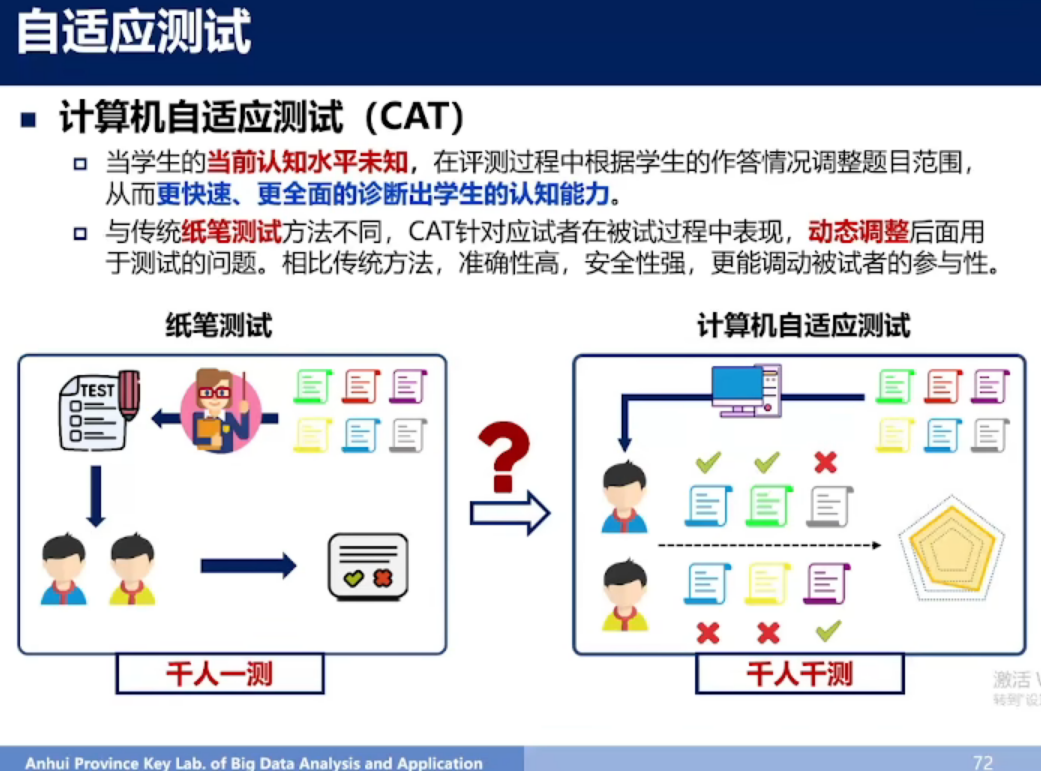 自适应测试
计算机自适应测试（CAT）
当学生的当前认知水平未知，在评测过程中根据学生的作答情况调整题目范围，
从而更快速、更全面的诊断出学生的认知能力。
与传统纸笔测试方法不同，CAT针对应试者在被试过程中表现，动态调整后面用
于测试的问题。相比传统方法，准确性高，安全性强，更能调动被试者的参与性。
纸笔测试
计算机自适应测试
TEST
?
千人一测
千人千测
激活 W
转到"设
Anhui Province Key Lab. of Big Data Analysis and Application
72